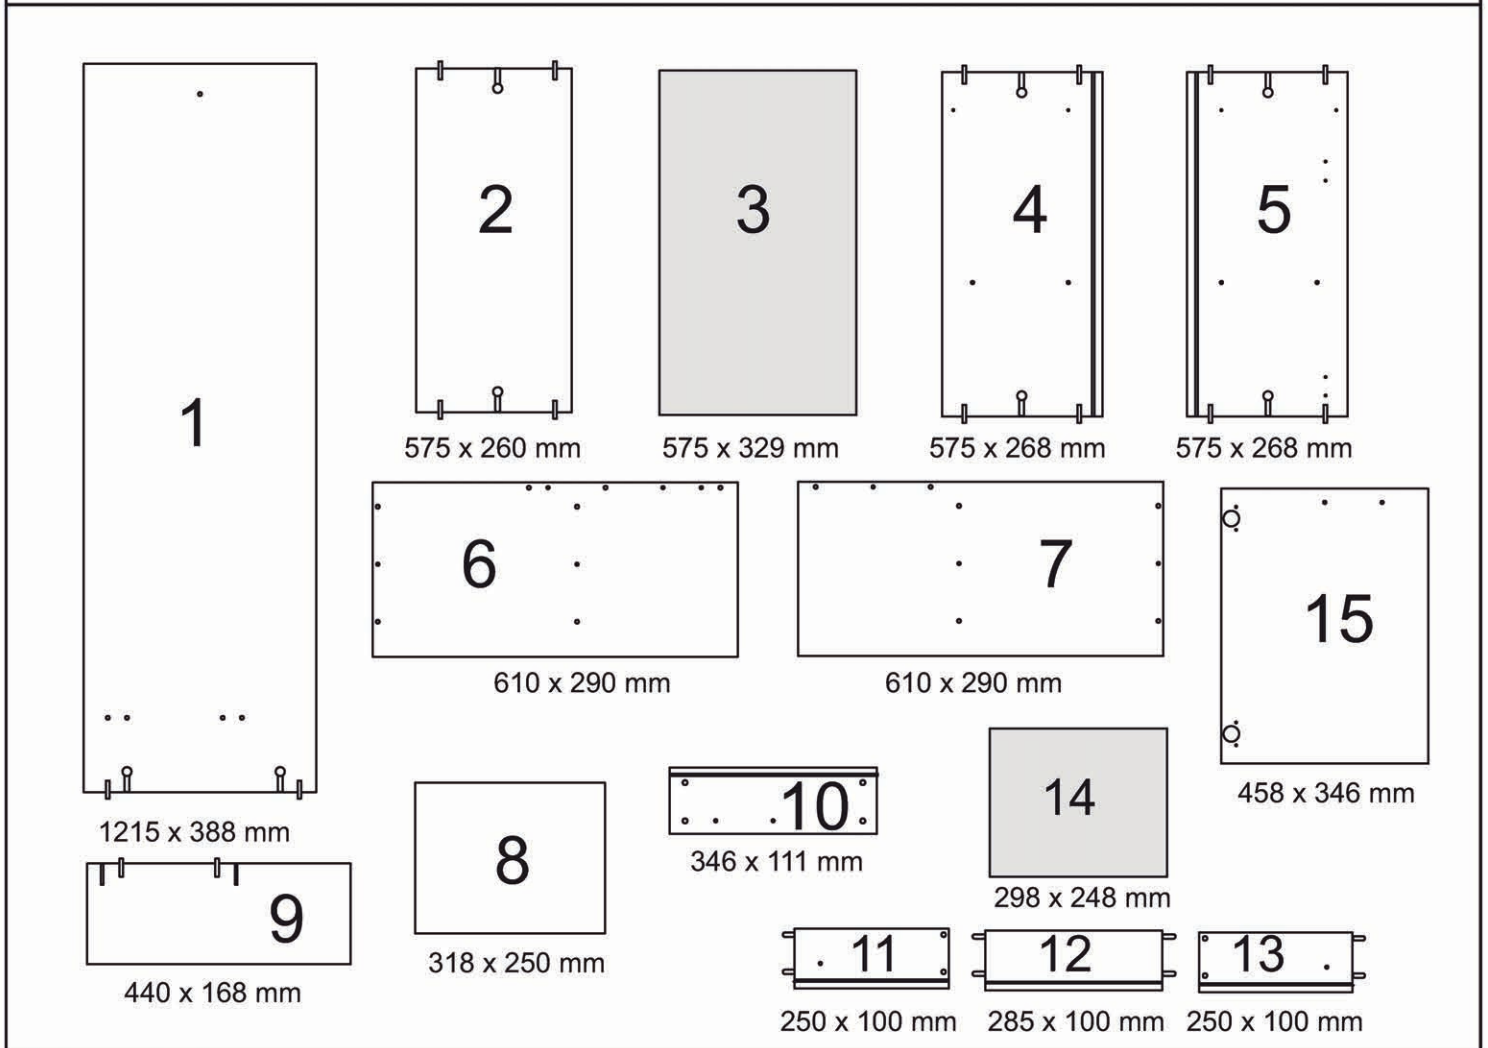 1
1215 x 388 mm
2
575 x 260 mm
3
575 x 329 mm
4
575 x 268 mm
5
575 x 268 mm
6
610 x 290 mm
7
610 x 290 mm
15
458 x 346 mm
8
318 x 250 mm
10
346 x 111 mm
14
298 x 248 mm
9
440 x 168 mm
11
250 x 100 mm
12
285 x 100 mm
13
250 x 100 mm